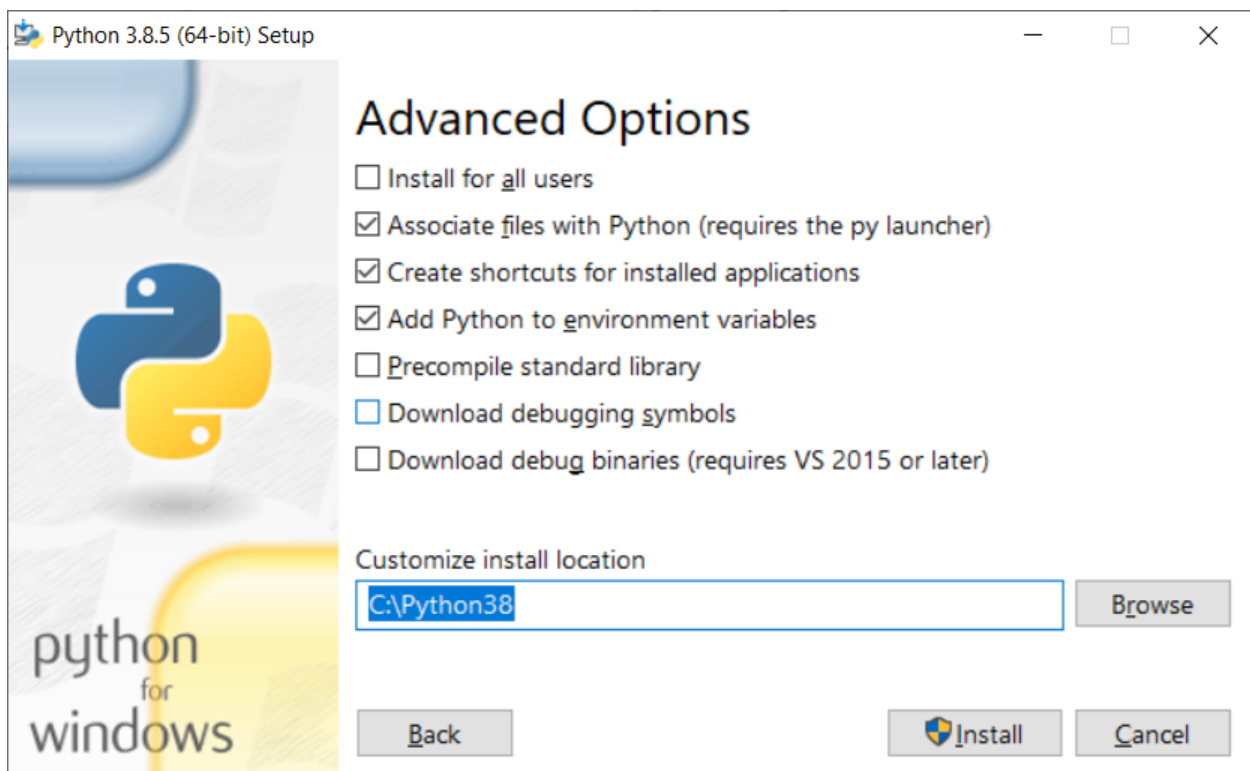 Python 3.8.5 (64-bit) Setup
Advanced Options
Install for all users
Associate files with Python (requires the py launcher)
Create shortcuts for installed applications
Add Python to environment variables
Precompile standard library
Download debugging symbols
Download debug binaries (requires VS 2015 or later)
Customize install location
C:\Python38
Browse
python
for
windows
Back
Install
Cancel